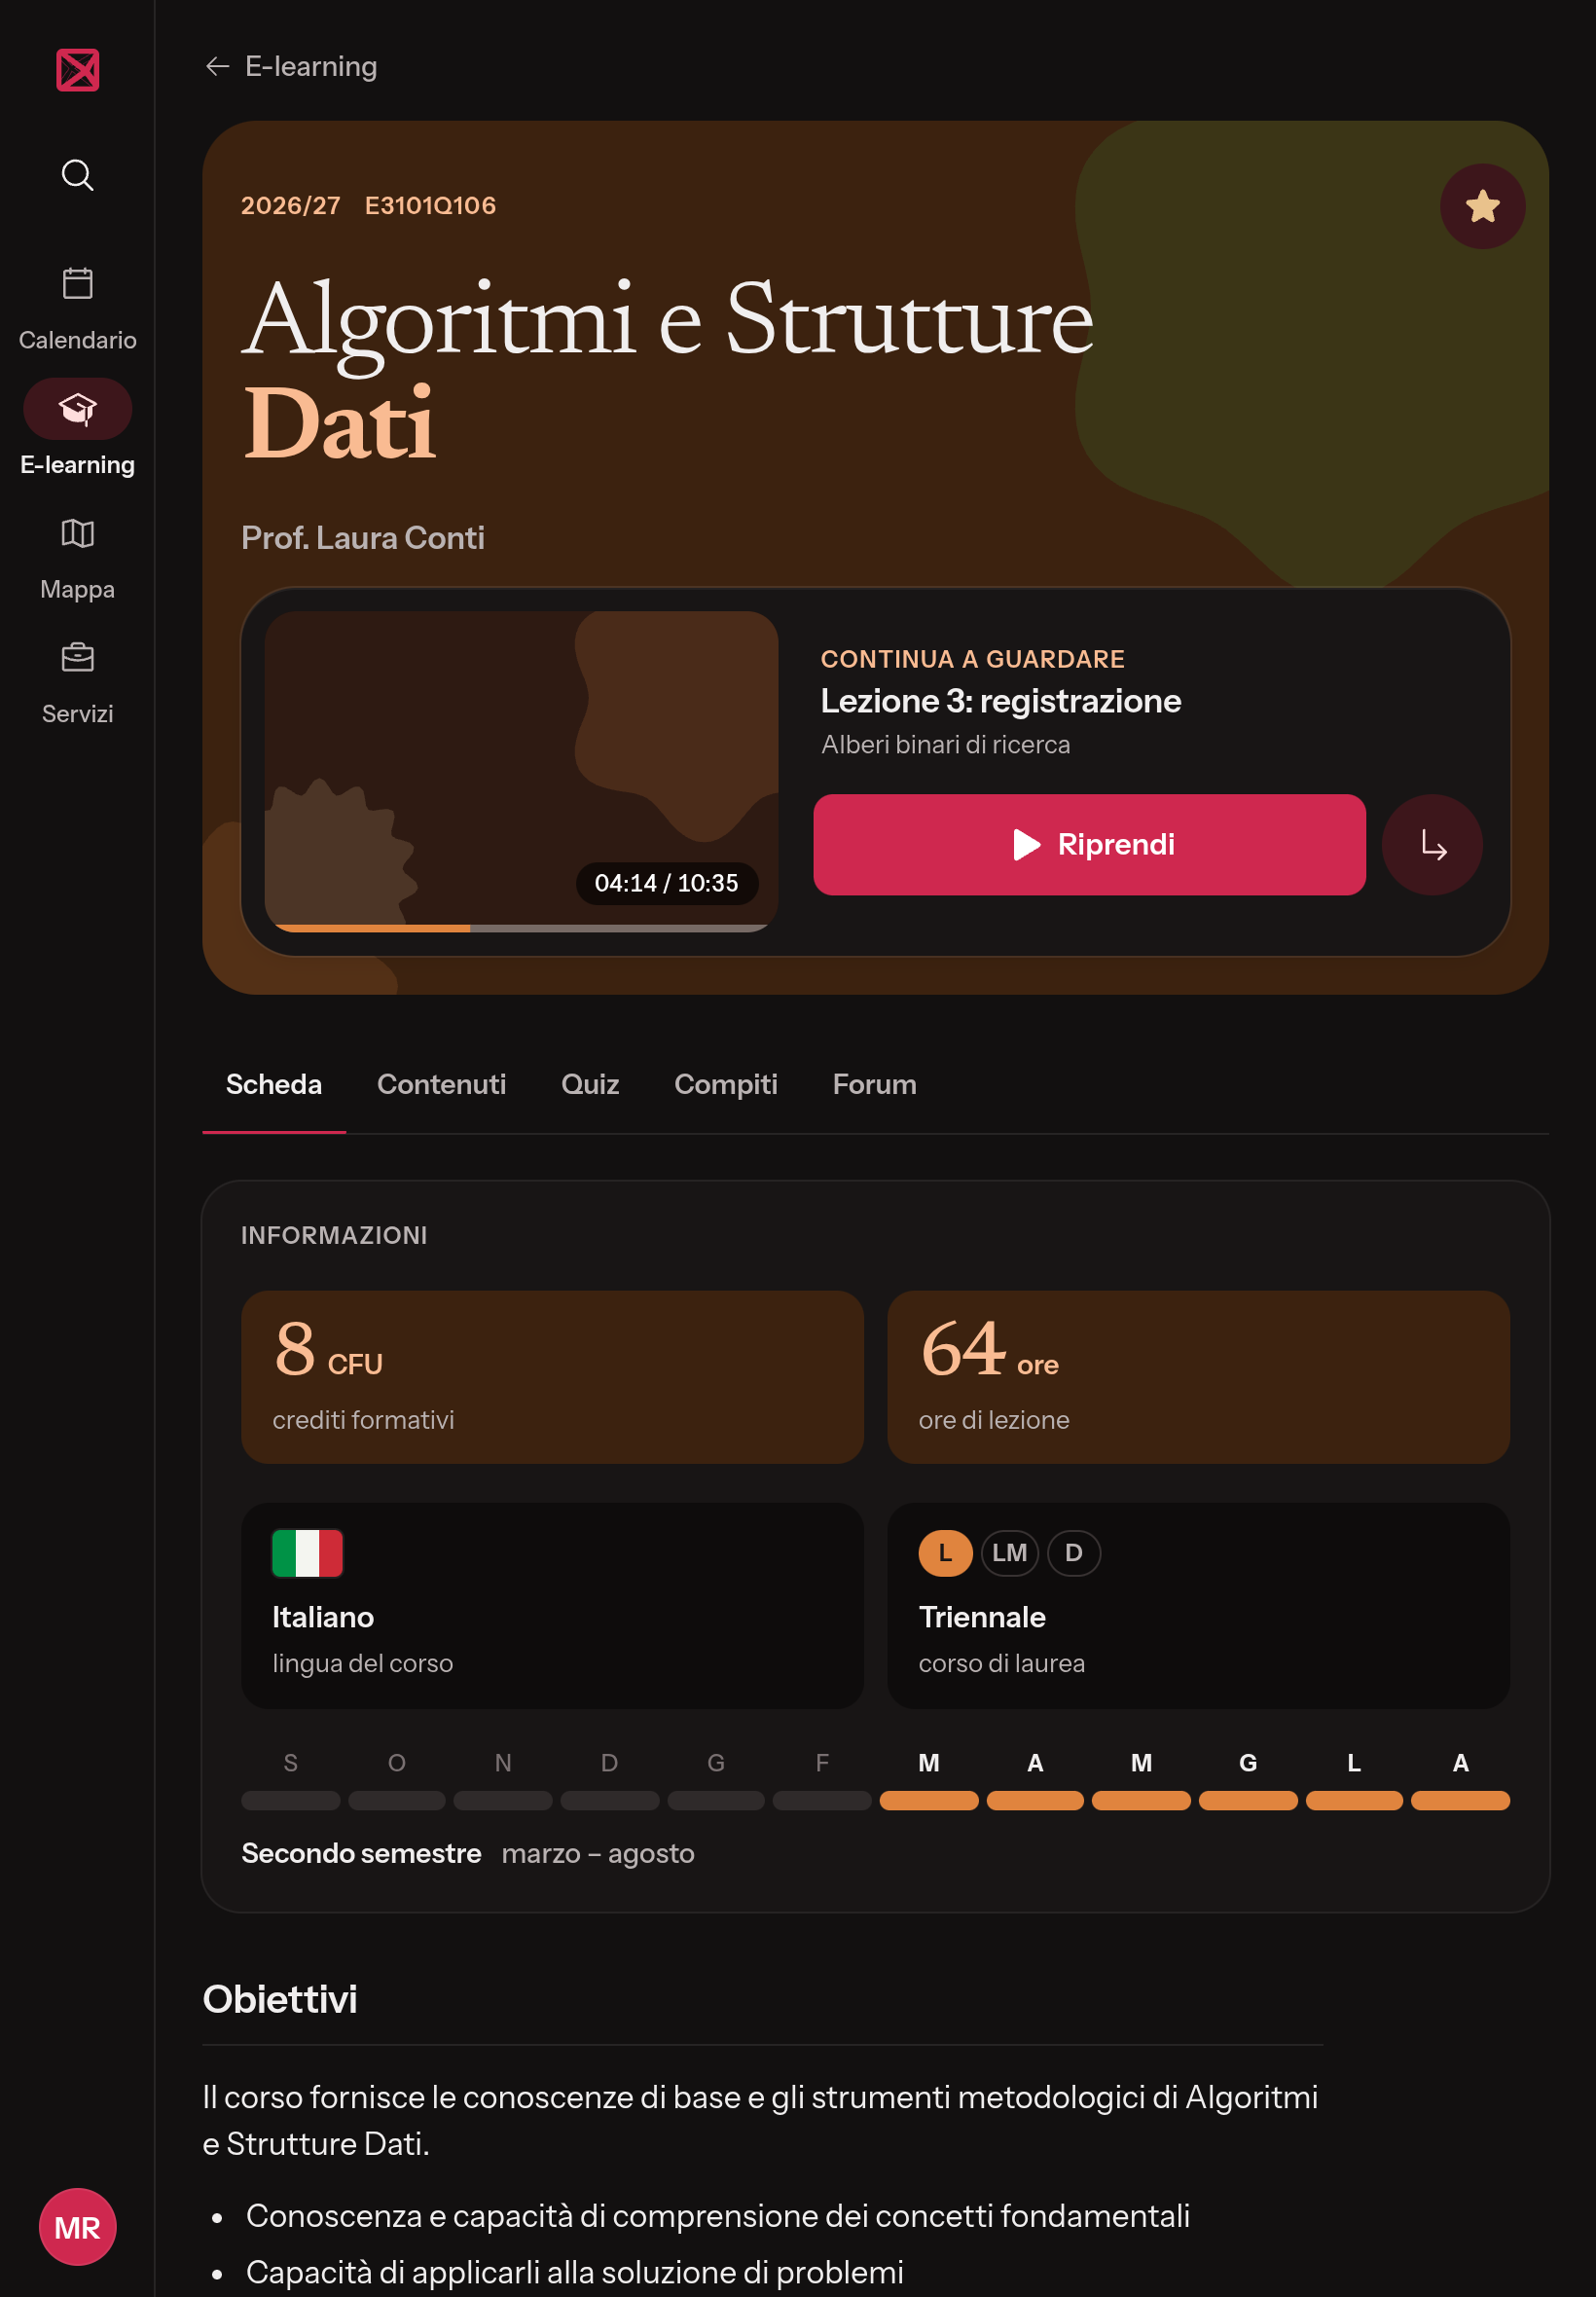 E-learning
Calendario
E-learning
Mappa
Servizi
MR
2026/27 E3101Q106
Algoritmi e Strutture
Dati
Prof. Laura Conti
04:14 / 10:35
CONTINUA A GUARDARE
Lezione 3: registrazione
Alberi binari di ricerca
Riprendi
Scheda Contenuti Quiz Compiti Forum
INFORMAZIONI
8 CFU
crediti formativi
64 ore
ore di lezione
Italiano
lingua del corso
L LM D
Triennale
corso di laurea
S O N D G F M A M G L A
Secondo semestre marzo – agosto
Obiettivi
Il corso fornisce le conoscenze di base e gli strumenti metodologici di Algoritmi
e Strutture Dati.
• Conoscenza e capacità di comprensione dei concetti fondamentali
• Capacità di applicarli alla soluzione di problemi